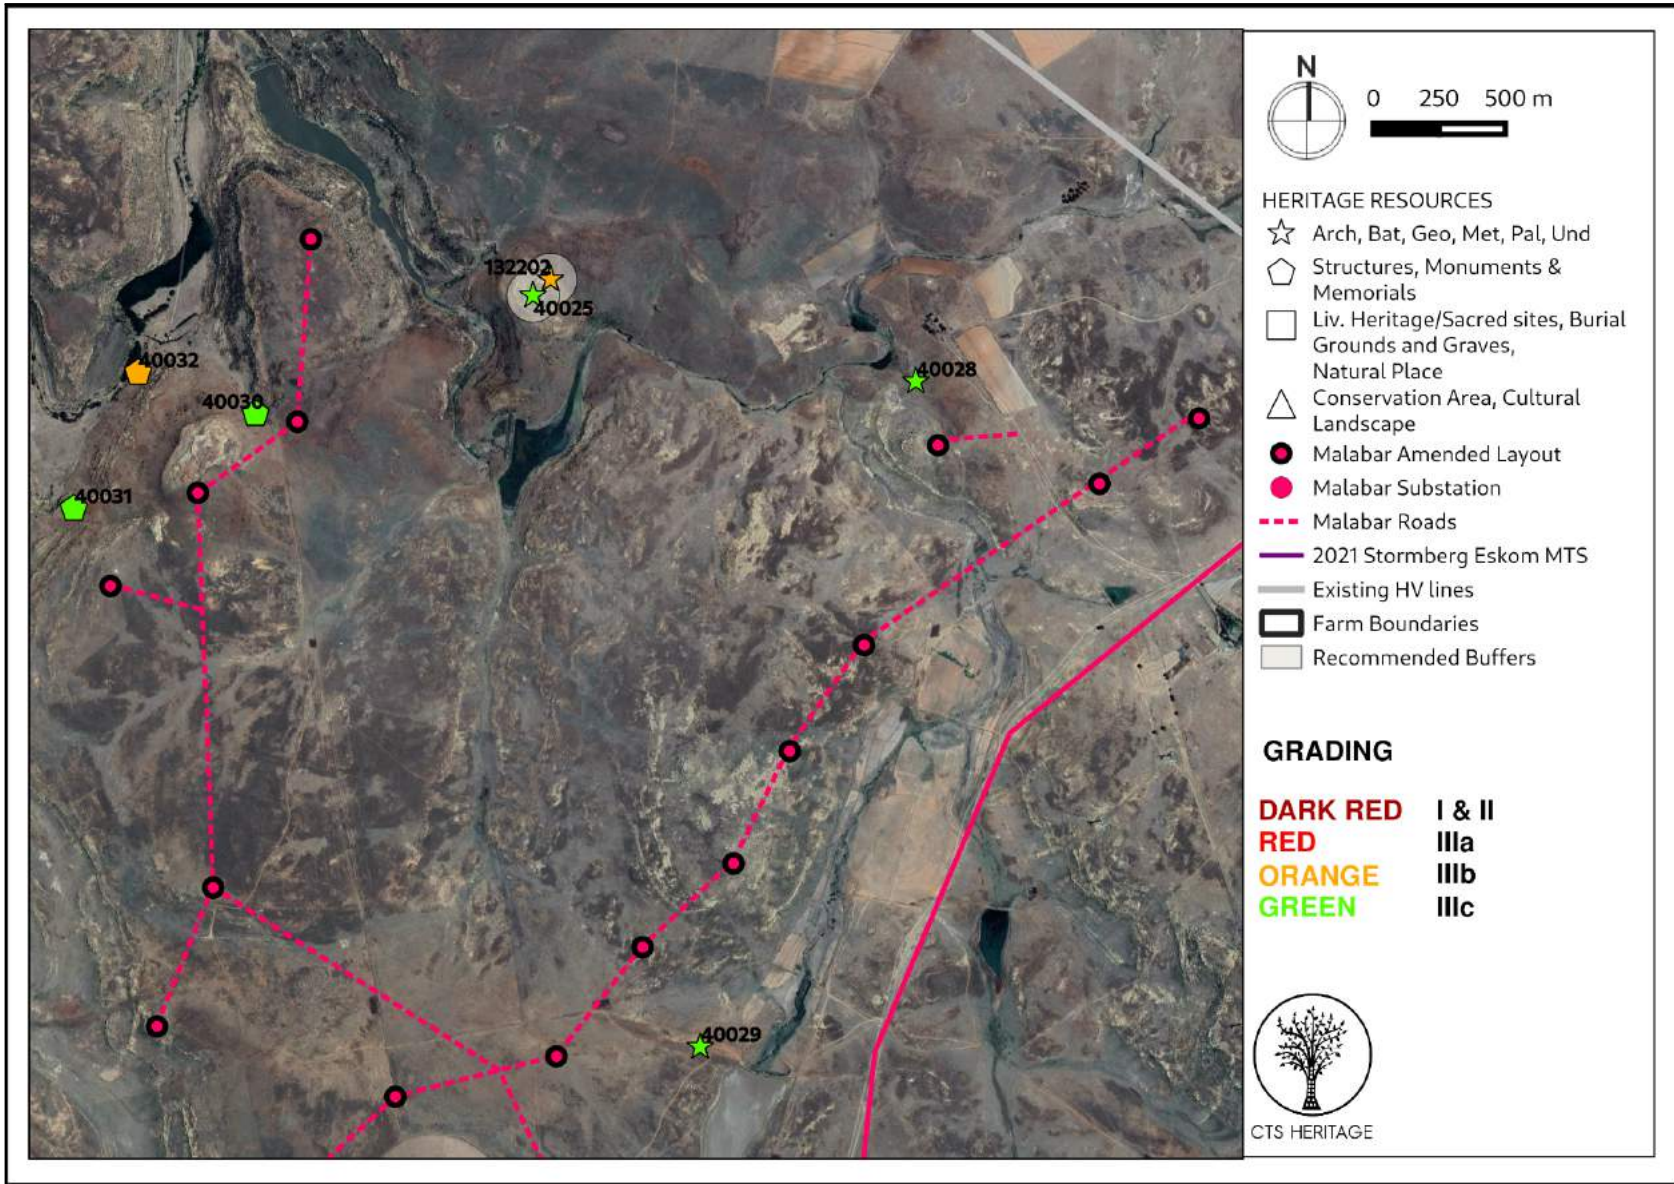 132202
40025
40032
40030
40028
40031
40029
N
0 250 500 m
HERITAGE RESOURCES
Arch, Bat, Geo, Met, Pal, Und
Structures, Monuments &
Memorials
Liv. Heritage/Sacred sites, Burial
Grounds and Graves,
Natural Place
Conservation Area, Cultural
Landscape
Malabar Amended Layout
Malabar Substation
Malabar Roads
2021 Stormberg Eskom MTS
Existing HV lines
Farm Boundaries
Recommended Buffers
GRADING
DARK RED I & II
RED IIIa
ORANGE IIIb
GREEN IIIc
CTS HERITAGE